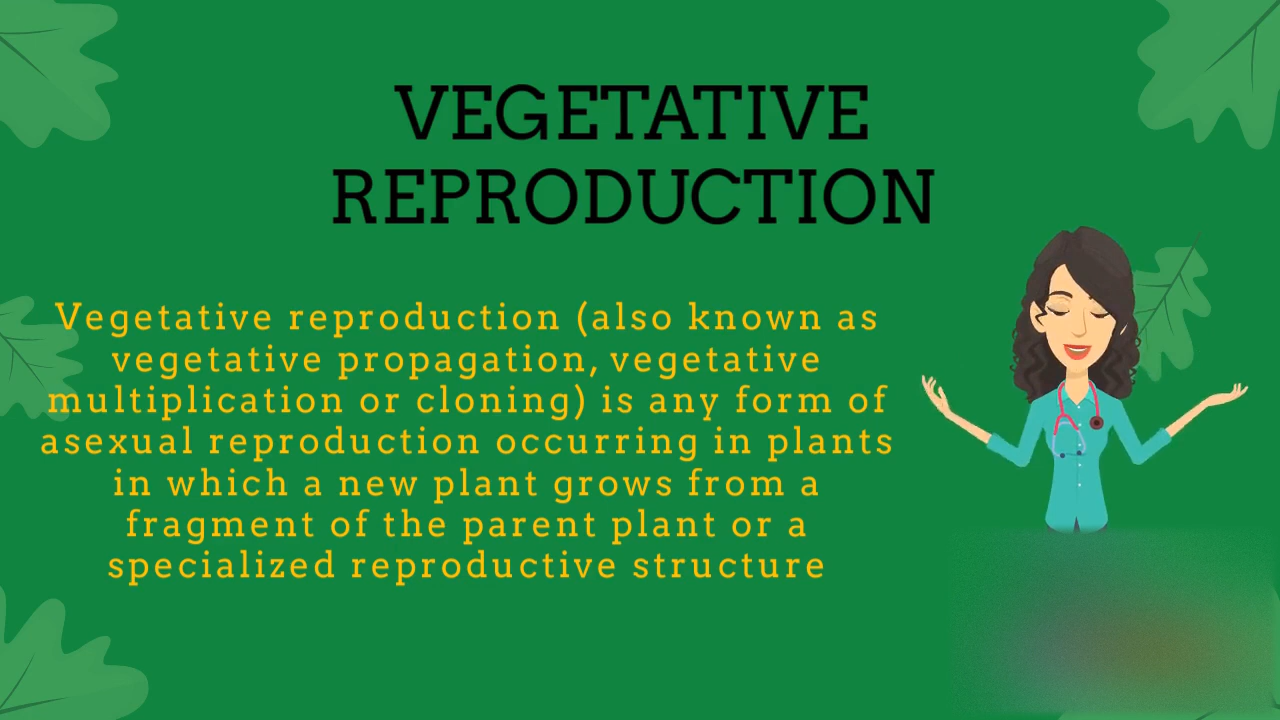 VEGETATIVE
REPRODUCTION
Vegetative reproduction (also known as
vegetative propagation, vegetative
multiplication or cloning) is any form of
asexual reproduction occurring in plants
in which a new plant grows from a
fragment of the parent plant or a
specialized reproductive structure